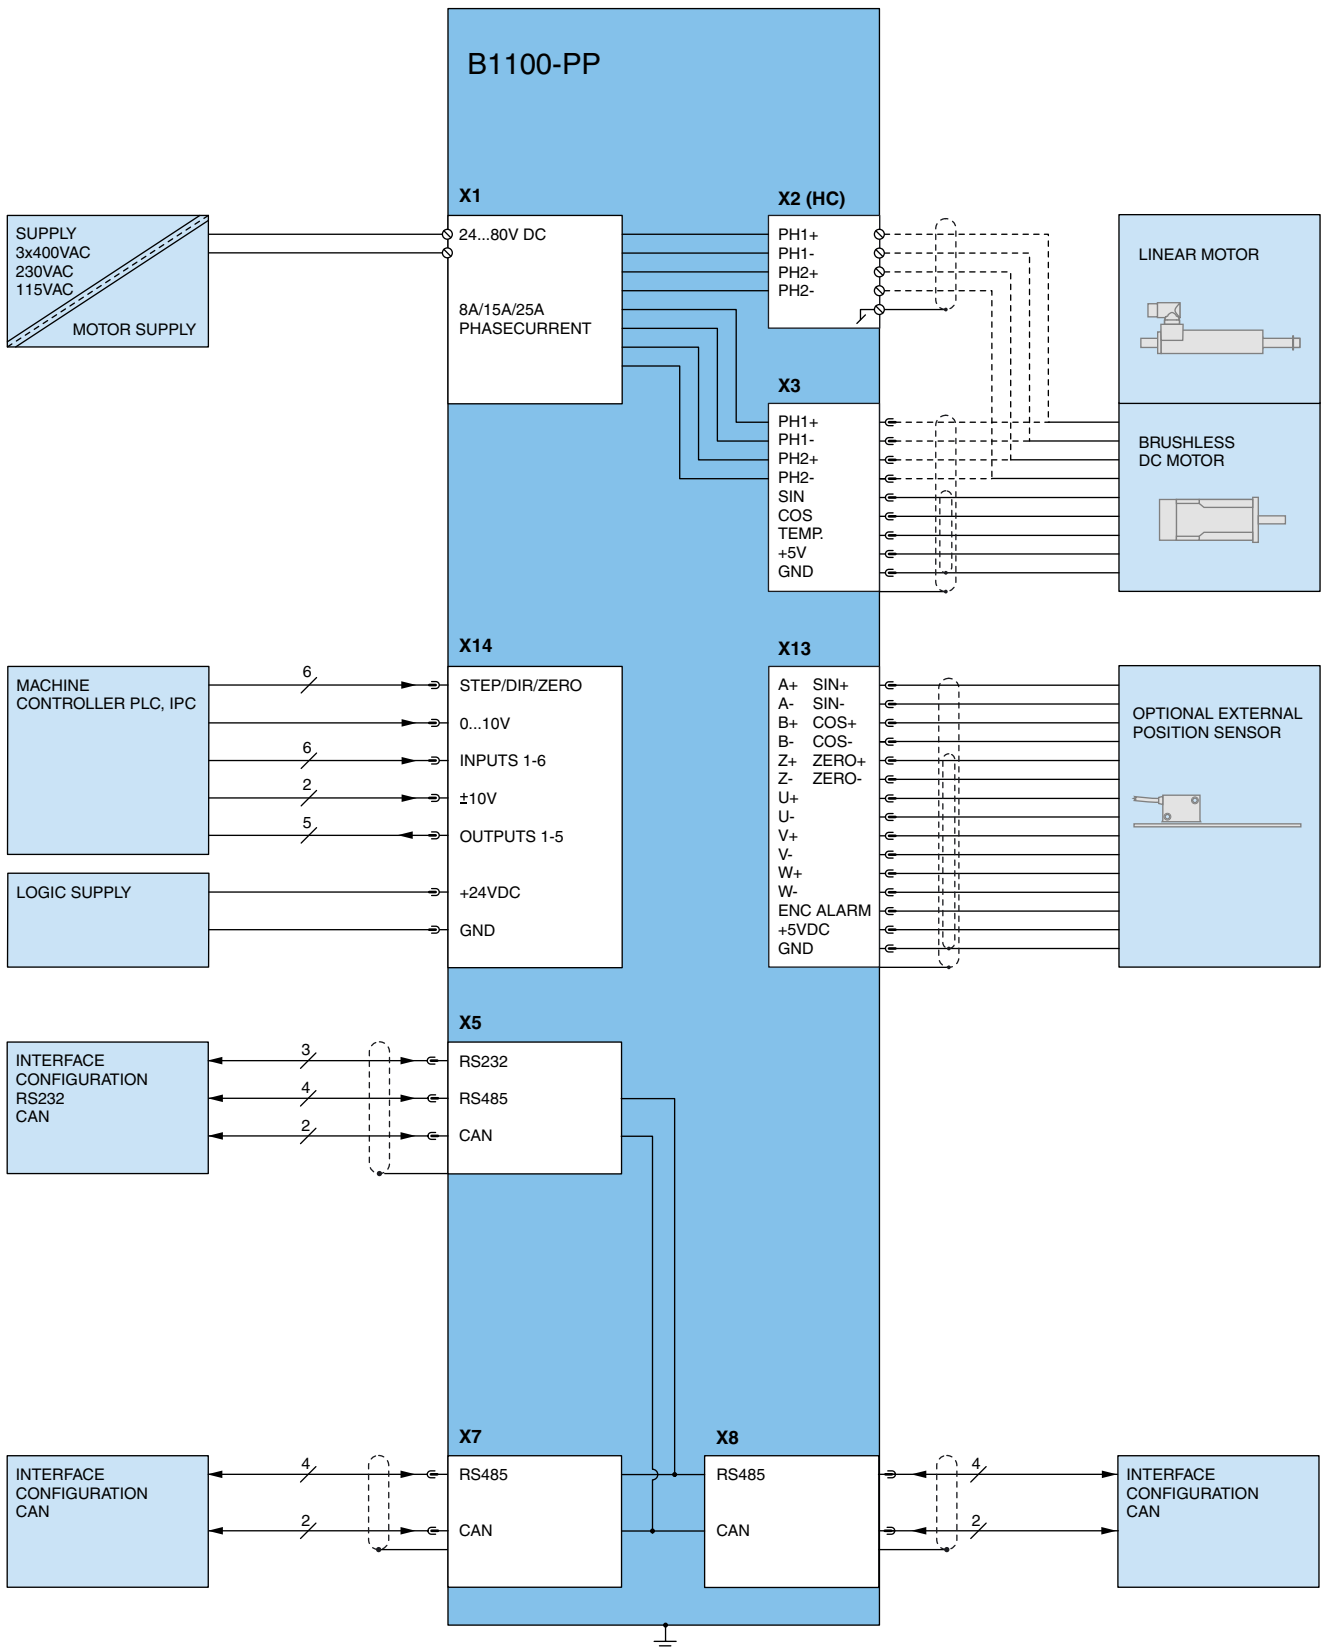 B1100-PP
X1
X2 (HC)
SUPPLY
3x400VAC
230VAC
115VAC
MOTOR SUPPLY
24...80V DC
8A/15A/25A
PHASECURRENT
PH1+
PH1-
PH2+
PH2-
LINEAR MOTOR
X3
PH1+
PH1-
PH2+
PH2-
SIN
COS
TEMP.
+5V
GND
BRUSHLESS
DC MOTOR
X14
X13
MACHINE
CONTROLLER PLC, IPC
6
6
2
5
STEP/DIR/ZERO
0...10V
INPUTS 1-6
±10V
OUTPUTS 1-5
LOGIC SUPPLY
+24VDC
GND
A+ SIN+
A- SIN-
B+ COS+
B- COS-
Z+ ZERO+
Z- ZERO-
U+
U-
V+
V-
W+
W-
ENC ALARM
+5VDC
GND
OPTIONAL EXTERNAL
POSITION SENSOR
X5
INTERFACE
CONFIGURATION
RS232
CAN
3
4
2
RS232
RS485
CAN
X7
X8
INTERFACE
CONFIGURATION
CAN
4
2
RS485
CAN
RS485
CAN
4
2
INTERFACE
CONFIGURATION
CAN